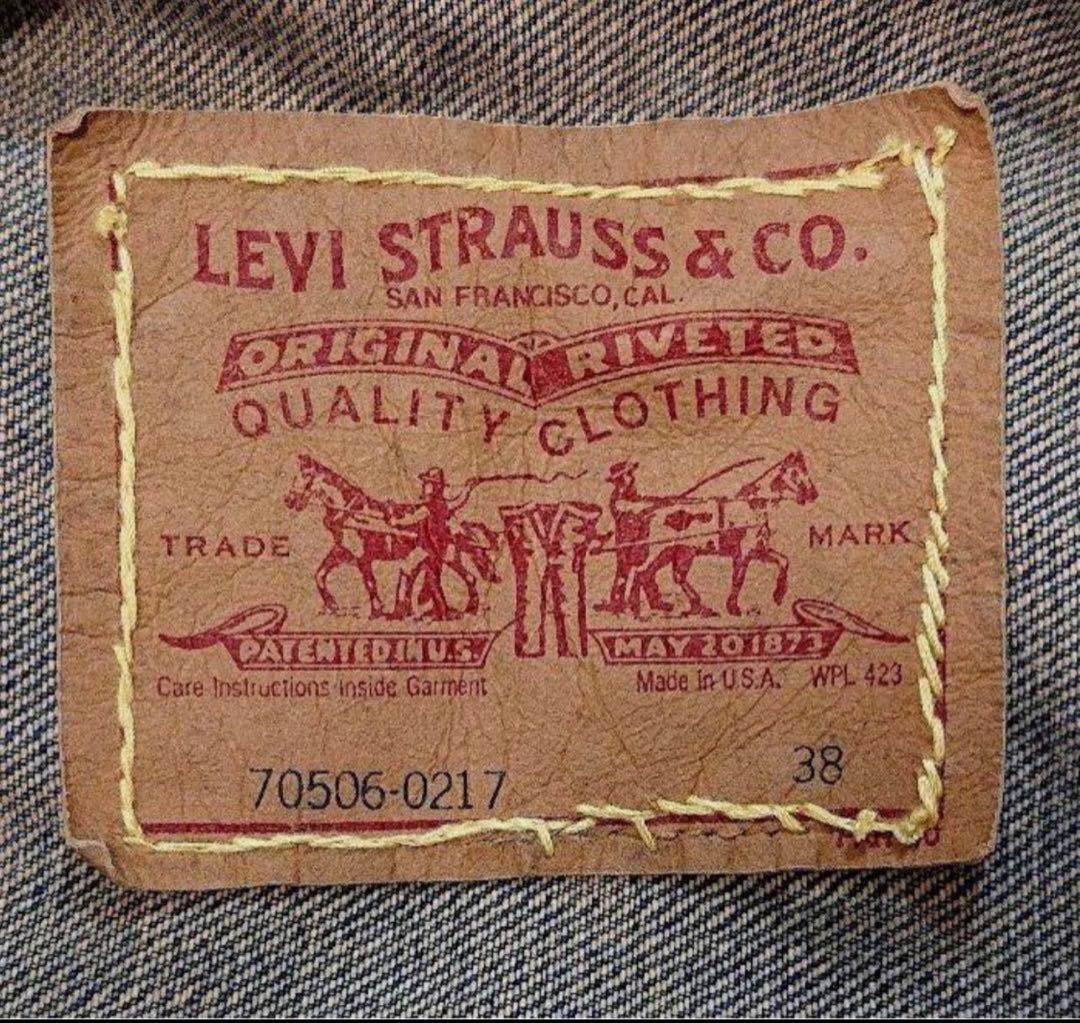 LEVI STRAUSS & CO.
SAN FRANCISCO, CAL.
ORIGINAL RIVETED
QUALITY CLOTHING
TRADE MARK
PATENTED IN U.S. MAY 20 1873
Care Instructions Inside Garment Made in U.S.A. WPL 423
70506-0217 38